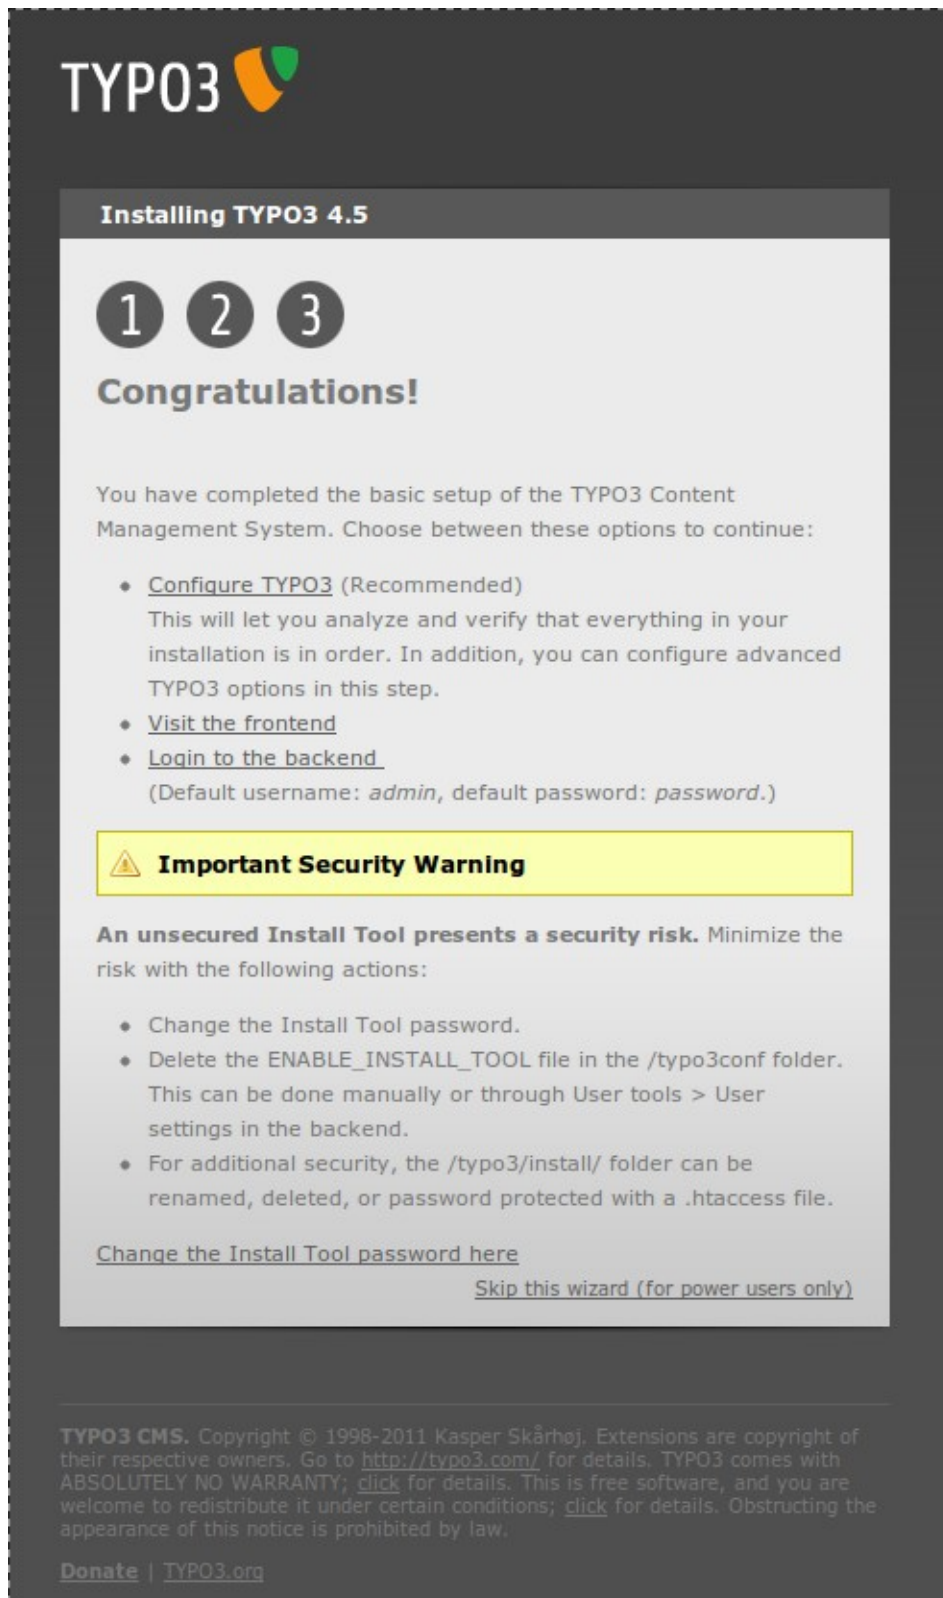 TYPO3
Installing TYPO3 4.5
1 2 3
Congratulations!
You have completed the basic setup of the TYPO3 Content
Management System. Choose between these options to continue:
Configure TYPO3 (Recommended)
This will let you analyze and verify that everything in your
installation is in order. In addition, you can configure advanced
TYPO3 options in this step.
Visit the frontend
Login to the backend
(Default username: admin, default password: password.)
Important Security Warning
An unsecured Install Tool presents a security risk. Minimize the
risk with the following actions:
Change the Install Tool password.
Delete the ENABLE_INSTALL_TOOL file in the /typo3conf folder.
This can be done manually or through User tools > User
settings in the backend.
For additional security, the /typo3/install/ folder can be
renamed, deleted, or password protected with a .htaccess file.
Change the Install Tool password here
Skip this wizard (for power users only)
TYPO3 CMS. Copyright © 1998-2011 Kasper Skårhøj. Extensions are copyright of
their respective owners. Go to http://typo3.com/ for details. TYPO3 comes with
ABSOLUTELY NO WARRANTY; click for details. This is free software, and you are
welcome to redistribute it under certain conditions; click for details. Obstructing the
appearance of this notice is prohibited by law.
Donate | TYPO3.org